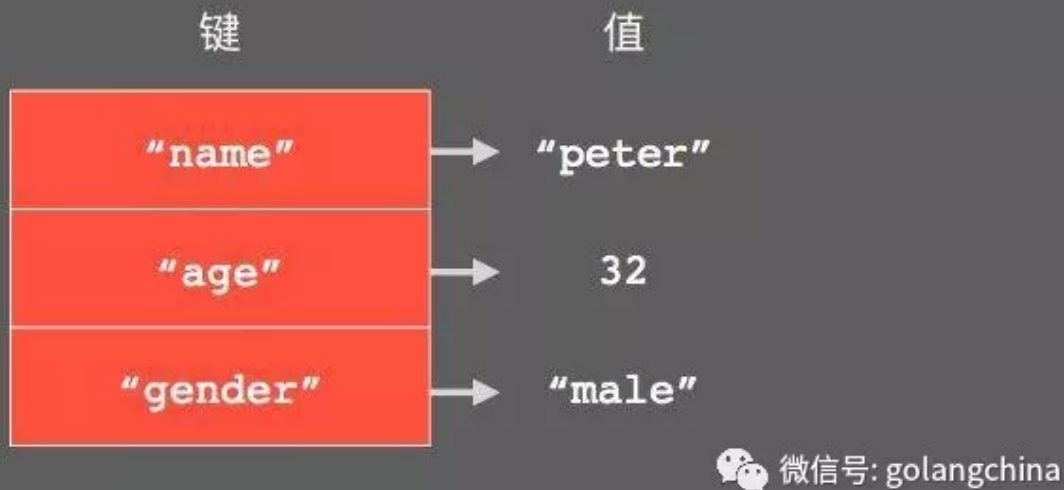 键 值
“name” “peter”
“age” 32
“gender” “male”
微信号: golangchina